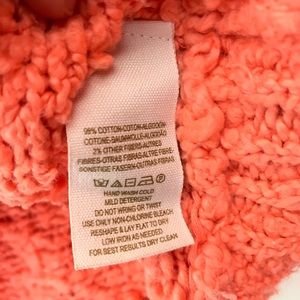 98% COTTON-COTTON-ALGODÓN-
COTONE-BAUMWOLLE-ALGODÃO
2% OTHER FIBERS-AUTRES
FIBRES-OTRAS FIBRAS-ALTRE FIBRE-
SONSTIGE FASERN-OUTRAS FIBRAS
HAND WASH COLD
MILD DETERGENT
DO NOT WRING OR TWIST
USE ONLY NON-CHLORINE BLEACH
RESHAPE & LAY FLAT TO DRY
LOW IRON AS NEEDED
FOR BEST RESULTS DRY CLEAN